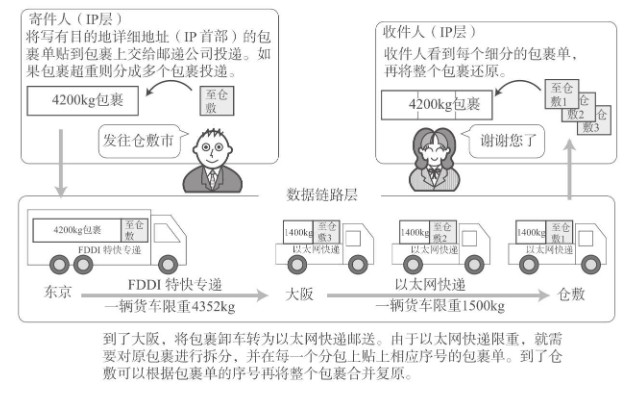 寄件人（IP层）
将写有目的地详细地址（IP 首部）的包
裹单贴到包裹上交给邮递公司投递。如
果包裹超重则分成多个包裹投递。
4200kg包裹
至仓
敷
发往仓敷市
收件人（IP层）
收件人看到每个细分的包裹单，
再将整个包裹还原。
4200kg包裹
至仓
敷1
仓
敷2
仓
敷3
谢谢您了
数据链路层
4200kg包裹
至仓
敷
FDDI 特快专递
1400kg
至仓
敷3
以太网快递
1400kg
至仓
敷2
以太网快递
1400kg
至仓
敷1
以太网快递
东京
FDDI 特快专递
一辆货车限重4352kg
大阪
以太网快递
一辆货车限重1500kg
仓敷
到了大阪，将包裹卸车转为以太网快递邮送。由于以太网快递限重，就需
要对原包裹进行拆分，并在每一个分包上贴上相应序号的包裹单。到了仓
敷可以根据包裹单的序号再将整个包裹合并复原。